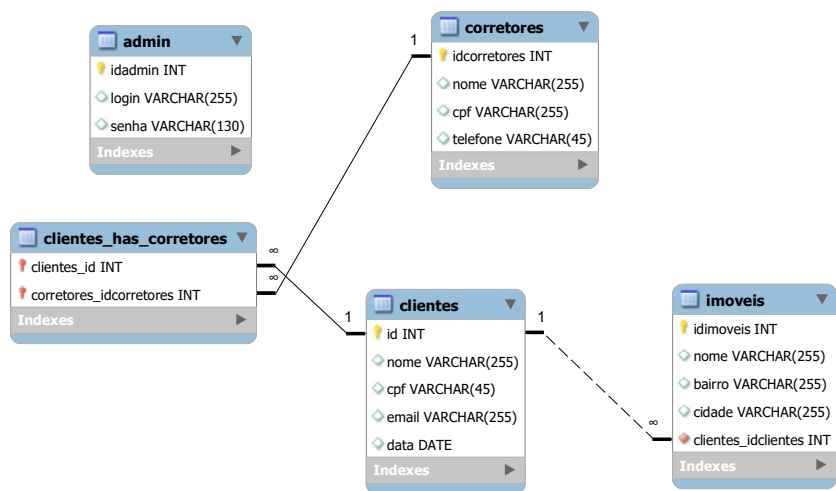 admin
idadmin INT
login VARCHAR(255)
senha VARCHAR(130)
Indexes
1
corretores
idcorretores INT
nome VARCHAR(255)
cpf VARCHAR(255)
telefone VARCHAR(45)
Indexes
clientes_has_corretores
clientes_id INT
corretores_idcorretores INT
Indexes
∞
∞
1
clientes
id INT
nome VARCHAR(255)
cpf VARCHAR(45)
email VARCHAR(255)
data DATE
Indexes
1
∞
imoveis
idimoveis INT
nome VARCHAR(255)
bairro VARCHAR(255)
cidade VARCHAR(255)
clientes_idclientes INT
Indexes